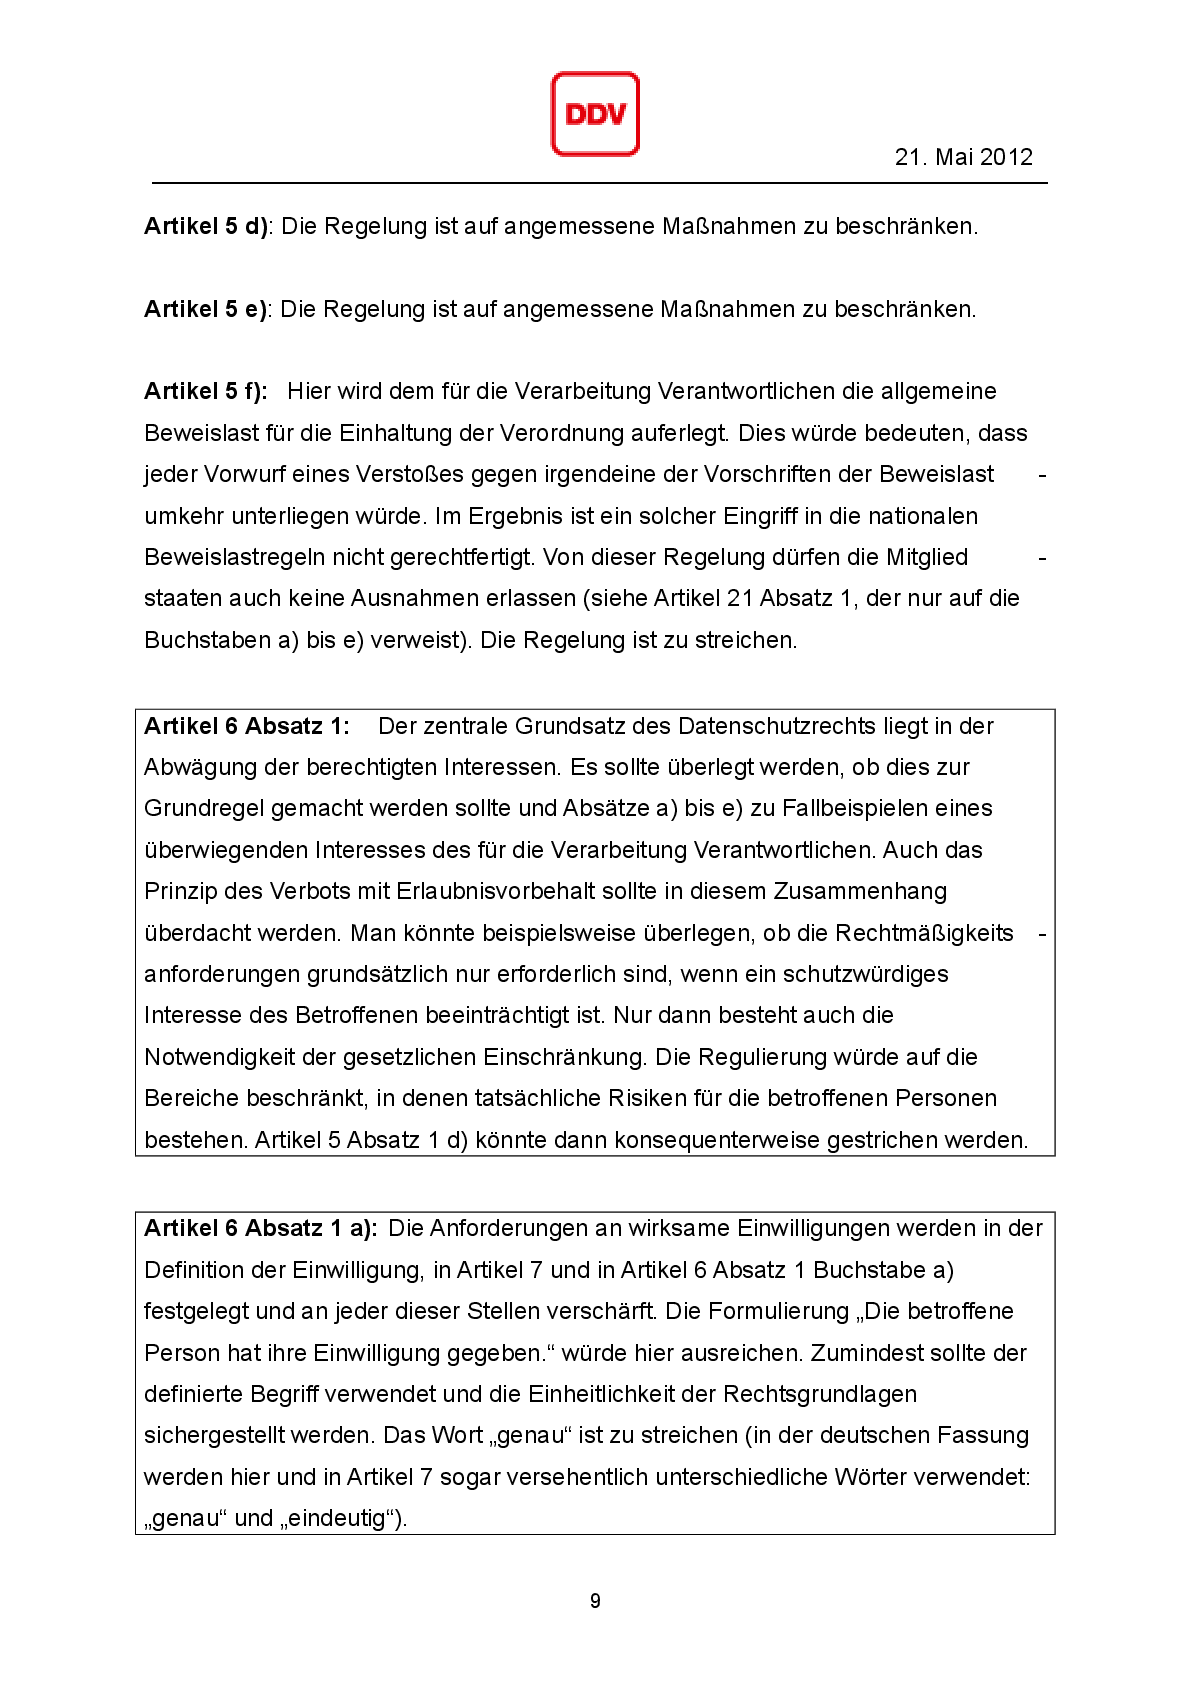 DDV
21. Mai 2012
Artikel 5 d): Die Regelung ist auf angemessene Maßnahmen zu beschränken.
Artikel 5 e): Die Regelung ist auf angemessene Maßnahmen zu beschränken.
Artikel 5 f): Hier wird dem für die Verarbeitung Verantwortlichen die allgemeine
Beweislast für die Einhaltung der Verordnung auferlegt. Dies würde bedeuten, dass
jeder Vorwurf eines Verstoßes gegen irgendeine der Vorschriften der Beweislast -
umkehr unterliegen würde. Im Ergebnis ist ein solcher Eingriff in die nationalen
Beweislastregeln nicht gerechtfertigt. Von dieser Regelung dürfen die Mitglied -
staaten auch keine Ausnahmen erlassen (siehe Artikel 21 Absatz 1, der nur auf die
Buchstaben a) bis e) verweist). Die Regelung ist zu streichen.
Artikel 6 Absatz 1: Der zentrale Grundsatz des Datenschutzrechts liegt in der
Abwägung der berechtigten Interessen. Es sollte überlegt werden, ob dies zur
Grundregel gemacht werden sollte und Absätze a) bis e) zu Fallbeispielen eines
überwiegenden Interesses des für die Verarbeitung Verantwortlichen. Auch das
Prinzip des Verbots mit Erlaubnisvorbehalt sollte in diesem Zusammenhang
überdacht werden. Man könnte beispielsweise überlegen, ob die Rechtmäßigkeits -
anforderungen grundsätzlich nur erforderlich sind, wenn ein schutzwürdiges
Interesse des Betroffenen beeinträchtigt ist. Nur dann besteht auch die
Notwendigkeit der gesetzlichen Einschränkung. Die Regulierung würde auf die
Bereiche beschränkt, in denen tatsächliche Risiken für die betroffenen Personen
bestehen. Artikel 5 Absatz 1 d) könnte dann konsequenterweise gestrichen werden.
Artikel 6 Absatz 1 a): Die Anforderungen an wirksame Einwilligungen werden in der
Definition der Einwilligung, in Artikel 7 und in Artikel 6 Absatz 1 Buchstabe a)
festgelegt und an jeder dieser Stellen verschärft. Die Formulierung „Die betroffene
Person hat ihre Einwilligung gegeben.“ würde hier ausreichen. Zumindest sollte der
definierte Begriff verwendet und die Einheitlichkeit der Rechtsgrundlagen
sichergestellt werden. Das Wort „genau“ ist zu streichen (in der deutschen Fassung
werden hier und in Artikel 7 sogar versehentlich unterschiedliche Wörter verwendet:
„genau“ und „eindeutig“).
9